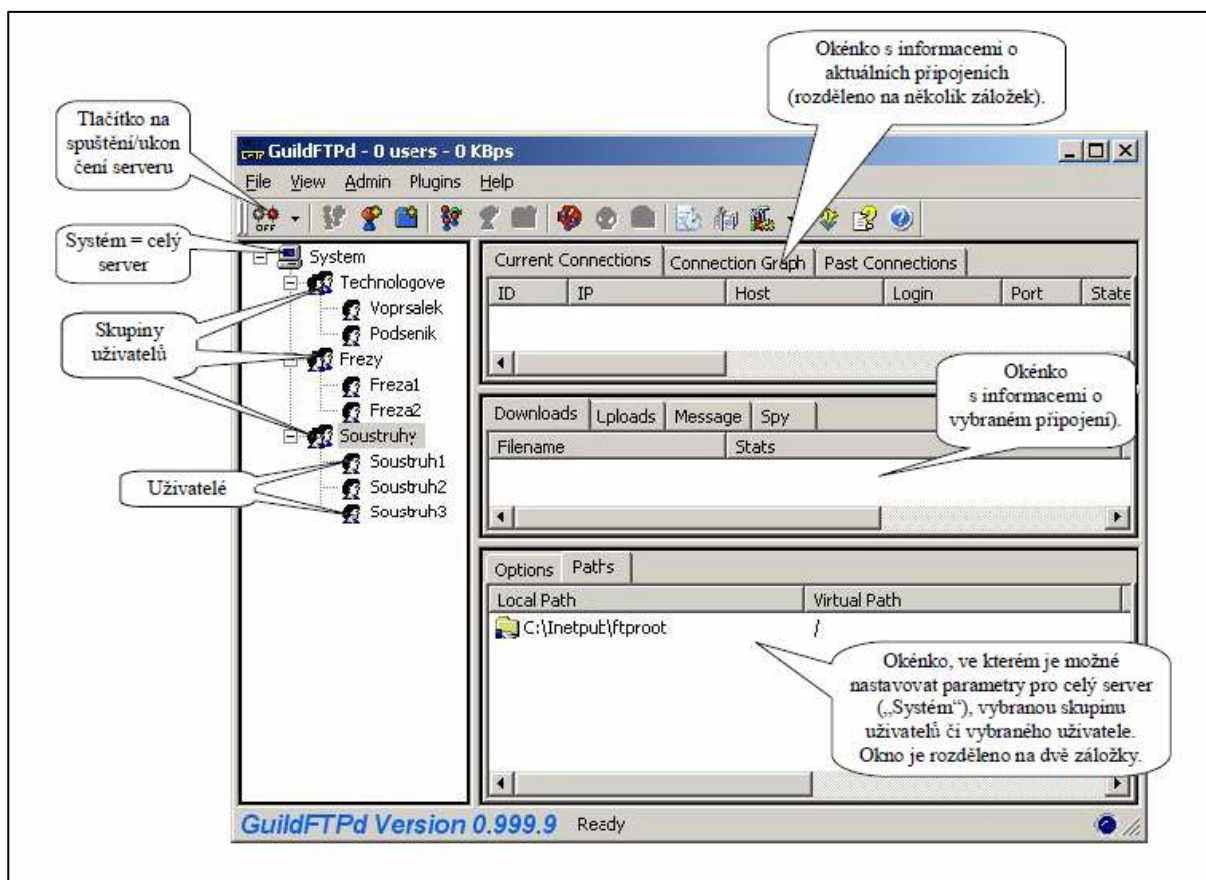 Okénko s informacemi o
aktuálních připojeních
(rozděleno na několik záložek).
Tlačítko na
spuštění/ukon
čení serveru
GuildFTPd - 0 users - 0 KBps
File View Admin Plugins Help
OFF
Systém = celý
server
System
Technologove
Voprsalek
Podsenik
Skupiny
uživatelů
Frezy
Freza1
Freza2
Soustruhy
Soustruh1
Soustruh2
Soustruh3
Uživatelé
Current Connections Connection Graph Past Connections
ID IP Host Login Port State
Okénko
s informacemi o
vybraném připojení).
Downloads Uploads Message Spy
Filename Stats
Options Paths
Local Path Virtual Path
C:\Inetpub\ftproot /
Okénko, ve kterém je možné
nastavovat parametry pro celý server
(„Systém“), vybranou skupinu
uživatelů či vybraného uživatele.
Okno je rozděleno na dvě záložky.
GuildFTPd Version 0.999.9 Ready